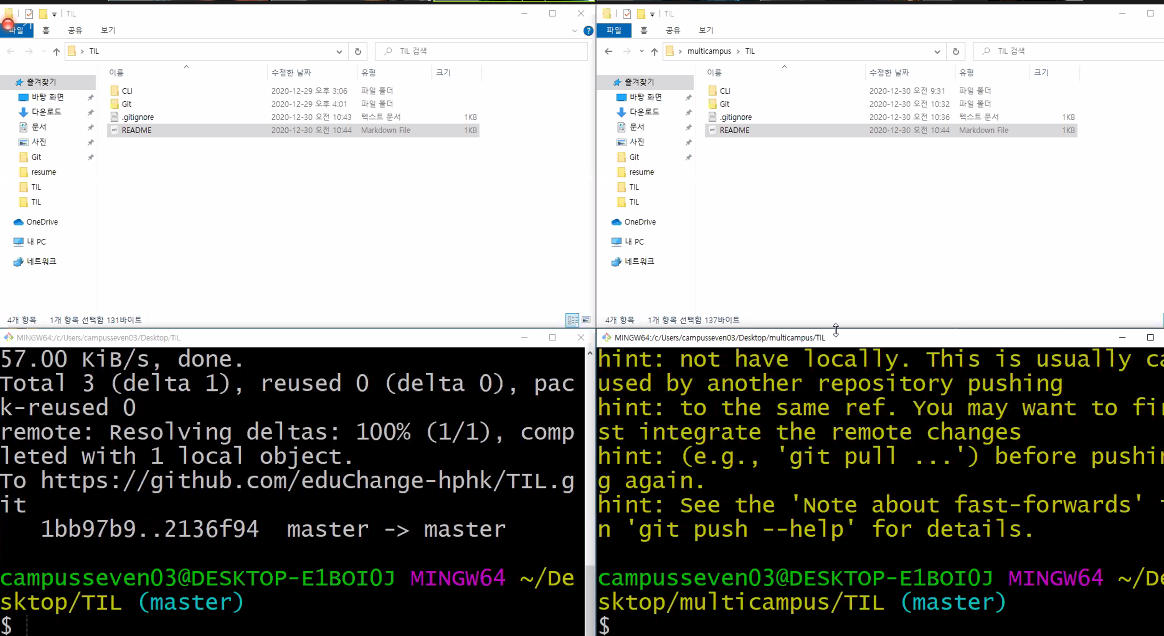 TIL
파일 홈 공유 보기
TIL
TIL 검색
이름 수정한 날짜 유형 크기
즐겨찾기
바탕 화면
다운로드
문서
사진
Git
resume
TIL
TIL
OneDrive
내 PC
네트워크
CLI 2020-12-29 오후 3:06 파일 폴더
Git 2020-12-29 오후 4:01 파일 폴더
.gitignore 2020-12-30 오전 10:43 텍스트 문서 1KB
README 2020-12-30 오전 10:44 Markdown File 1KB
4개 항목 1개 항목 선택함 131바이트
TIL
파일 홈 공유 보기
multicampus > TIL
TIL 검색
이름 수정한 날짜 유형 크기
즐겨찾기
바탕 화면
다운로드
문서
사진
Git
resume
TIL
TIL
OneDrive
내 PC
네트워크
CLI 2020-12-30 오전 9:31 파일 폴더
Git 2020-12-30 오전 10:32 파일 폴더
.gitignore 2020-12-30 오전 10:36 텍스트 문서 1KB
README 2020-12-30 오전 10:44 Markdown File 1KB
4개 항목 1개 항목 선택함 137바이트
MINGW64:/c/Users/campusseven03/Desktop/TIL
57.00 KiB/s, done.
Total 3 (delta 1), reused 0 (delta 0), pac
k-reused 0
remote: Resolving deltas: 100% (1/1), comp
leted with 1 local object.
To https://github.com/eduChange-hphk/TIL.g
it
1bb97b9..2136f94 master -> master
campusseven03@DESKTOP-E1BOI0J MINGW64 ~/De
sktop/TIL (master)
$
MINGW64:/c/Users/campusseven03/Desktop/multicampus/TIL
hint: not have locally. This is usually ca
used by another repository pushing
hint: to the same ref. You may want to fir
st integrate the remote changes
hint: (e.g., 'git pull ...') before pushin
g again.
hint: See the 'Note about fast-forwards' i
n 'git push --help' for details.
campusseven03@DESKTOP-E1BOI0J MINGW64 ~/De
sktop/multicampus/TIL (master)
$